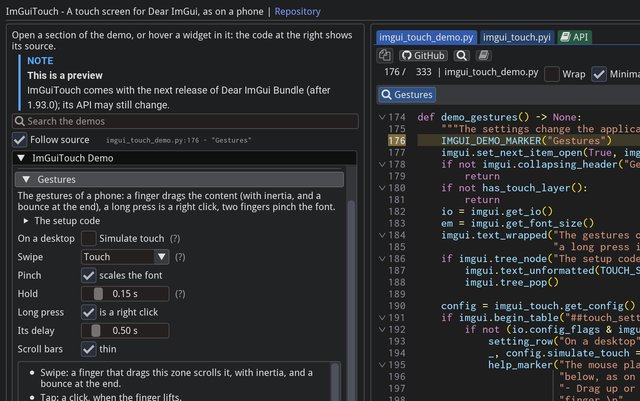 ImGuiTouch - A touch screen for Dear ImGui, as on a phone | Repository
Open a section of the demo, or hover a widget in it: the code at the right shows
its source.
NOTE
This is a preview
ImGuiTouch comes with the next release of Dear ImGui Bundle (after
1.93.0); its API may still change.
Search the demos
Follow source imgui_touch_demo.py:176 - "Gestures"
ImGuiTouch Demo
Gestures
The gestures of a phone: a finger drags the content (with inertia, and a
bounce at the end), a long press is a right click, two fingers pinch the font.
The setup code
On a desktop Simulate touch (?)
Swipe Touch (?)
Pinch scales the font
Hold 0.15 s (?)
Long press is a right click
Its delay 0.50 s
Scroll bars thin
• Swipe: a finger that drags this zone scrolls it, with inertia, and a
bounce at the end.
• Tap: a click, when the finger lifts.
imgui_touch_demo.py imgui_touch.pyi API
GitHub
176 / 333 | imgui_touch_demo.py Wrap Minima
Gestures
174 def demo_gestures() -> None:
175 """The settings change the applica
176 IMGUI_DEMO_MARKER("Gestures")
177 imgui.set_next_item_open(True, img
178 if not imgui.collapsing_header("Ge
179 return
180 if not has_touch_layer():
181 return
182 io = imgui.get_io()
183 em = imgui.get_font_size()
184 imgui.text_wrapped("The gestures o
185 "a long press i
186 if imgui.tree_node("The setup code
187 imgui.text_unformatted(TOUCH_S
188 imgui.tree_pop()
189
190 config = imgui_touch.get_config()
191 if imgui.begin_table("##touch_sett
192 if not (io.config_flags & imgu
193 setting_row("On a desktop"
194 _, config.simulate_touch =
195 help_marker("The mouse pla
196 "below, as on
197 "- Drag up or
198 "finger.\n"